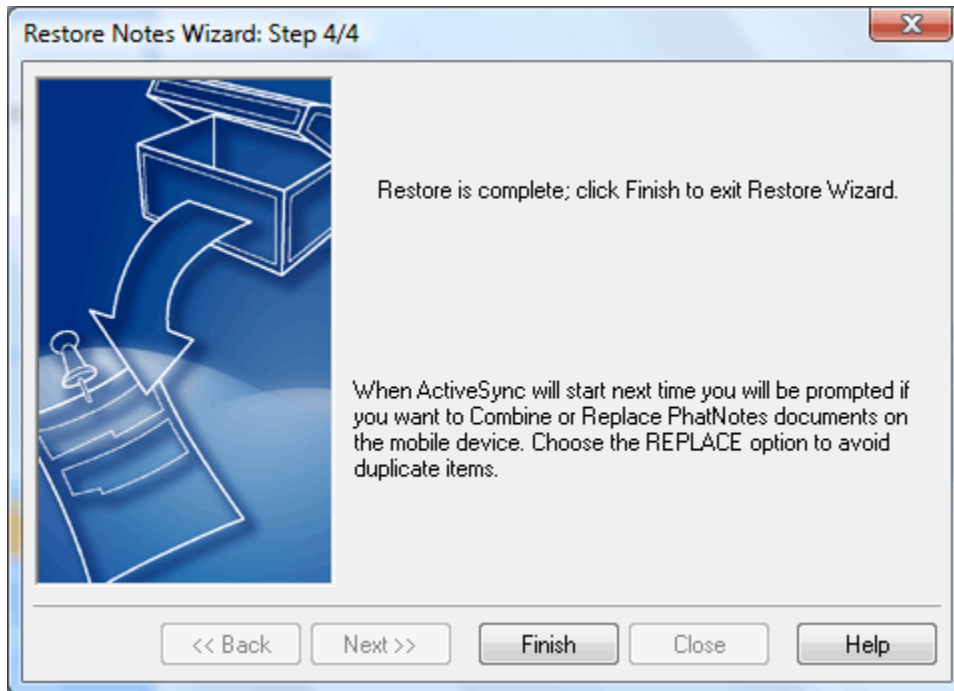 Restore Notes Wizard: Step 4/4
Restore is complete; click Finish to exit Restore Wizard.
When ActiveSync will start next time you will be prompted if
you want to Combine or Replace PhatNotes documents on
the mobile device. Choose the REPLACE option to avoid
duplicate items.
<< Back Next >> Finish Close Help